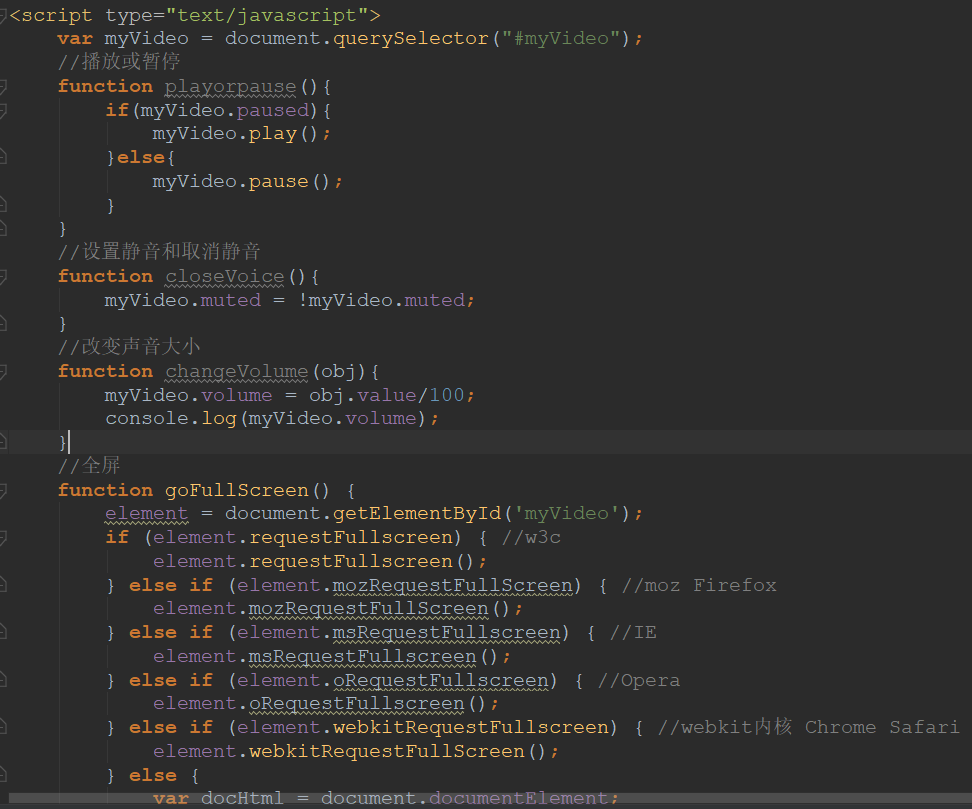 <script type="text/javascript">
var myVideo = document.querySelector("#myVideo");
//播放或暂停
function playorpause(){
if(myVideo.paused){
myVideo.play();
}else{
myVideo.pause();
}
}
//设置静音和取消静音
function closeVoice(){
myVideo.muted = !myVideo.muted;
}
//改变声音大小
function changeVolume(obj){
myVideo.volume = obj.value/100;
console.log(myVideo.volume);
}
//全屏
function goFullScreen() {
element = document.getElementById('myVideo');
if (element.requestFullscreen) { //w3c
element.requestFullscreen();
} else if (element.mozRequestFullScreen) { //moz Firefox
element.mozRequestFullScreen();
} else if (element.msRequestFullscreen) { //IE
element.msRequestFullscreen();
} else if (element.oRequestFullscreen) { //Opera
element.oRequestFullscreen();
} else if (element.webkitRequestFullscreen) { //webkit内核 Chrome Safari
element.webkitRequestFullScreen();
} else {
var docHtml = document.documentElement;